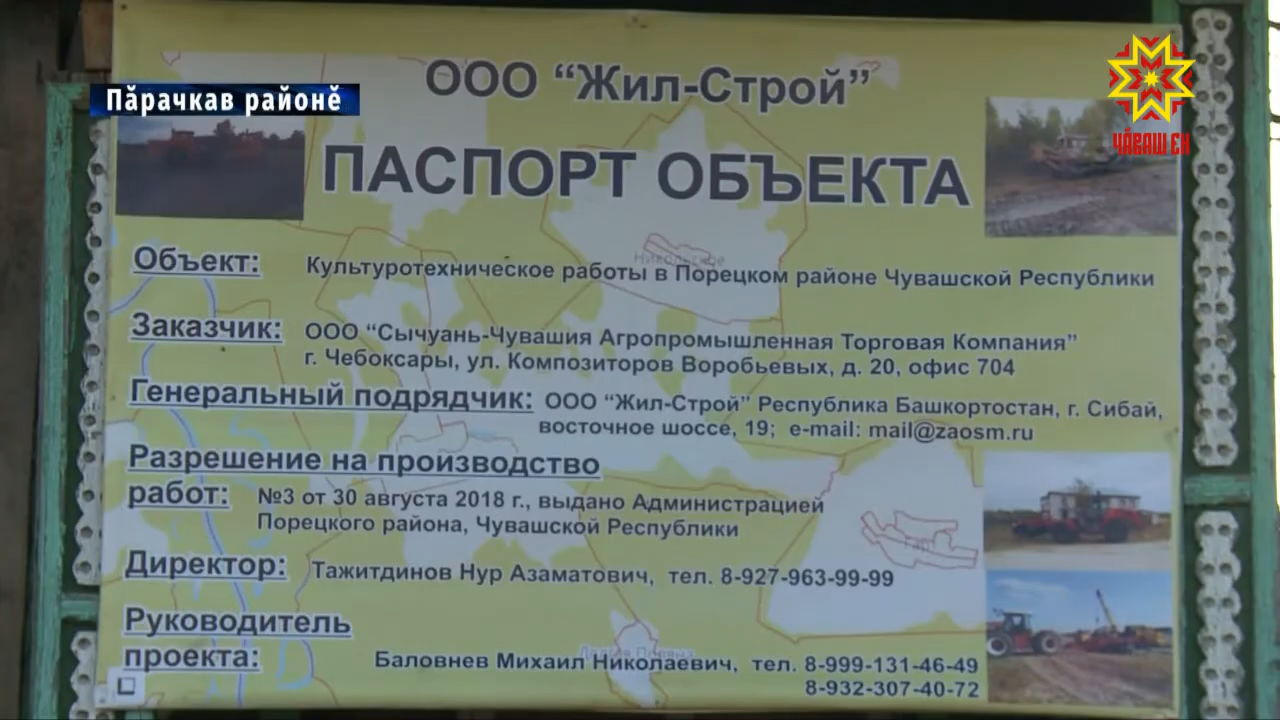 ООО “Жил-Строй”
Пӑрачкав районӗ
ЧӐВАШ ЕН
ПАСПОРТ ОБЪЕКТА
Никольское
Объект: Культуротехническое работы в Порецком районе Чувашской Республики
Заказчик: ООО “Сычуань-Чувашия Агропромышленная Торговая Компания”
г. Чебоксары, ул. Композиторов Воробьевых, д. 20, офис 704
Генеральный подрядчик: ООО “Жил-Строй” Республика Башкортостан, г. Сибай,
восточное шоссе, 19; e-mail: mail@zaosm.ru
Разрешение на производство
работ: №3 от 30 августа 2018 г., выдано Администрацией
Порецкого района, Чувашской Республики
Директор: Тажитдинов Нур Азаматович, тел. 8-927-963-99-99
Руководитель
проекта: Баловнев Михаил Николаевич, тел. 8-999-131-46-49
8-932-307-40-72